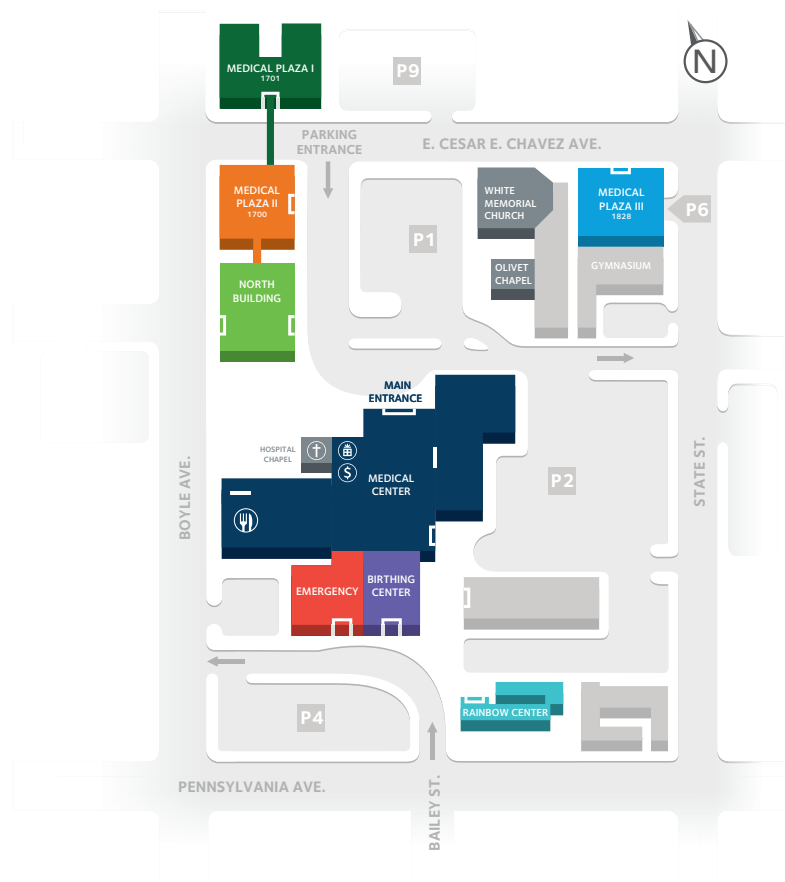 N
MEDICAL PLAZA I
1701
P9
PARKING
ENTRANCE
E. CESAR E. CHAVEZ AVE.
MEDICAL
PLAZA II
1700
WHITE
MEMORIAL
CHURCH
MEDICAL
PLAZA III
1828
P6
P1
OLIVET
CHAPEL
GYMNASIUM
NORTH
BUILDING
MAIN
ENTRANCE
HOSPITAL
CHAPEL
$
MEDICAL
CENTER
BOYLE AVE.
STATE ST.
P2
EMERGENCY
BIRTHING
CENTER
P4
RAINBOW CENTER
PENNSYLVANIA AVE.
BAILEY ST.